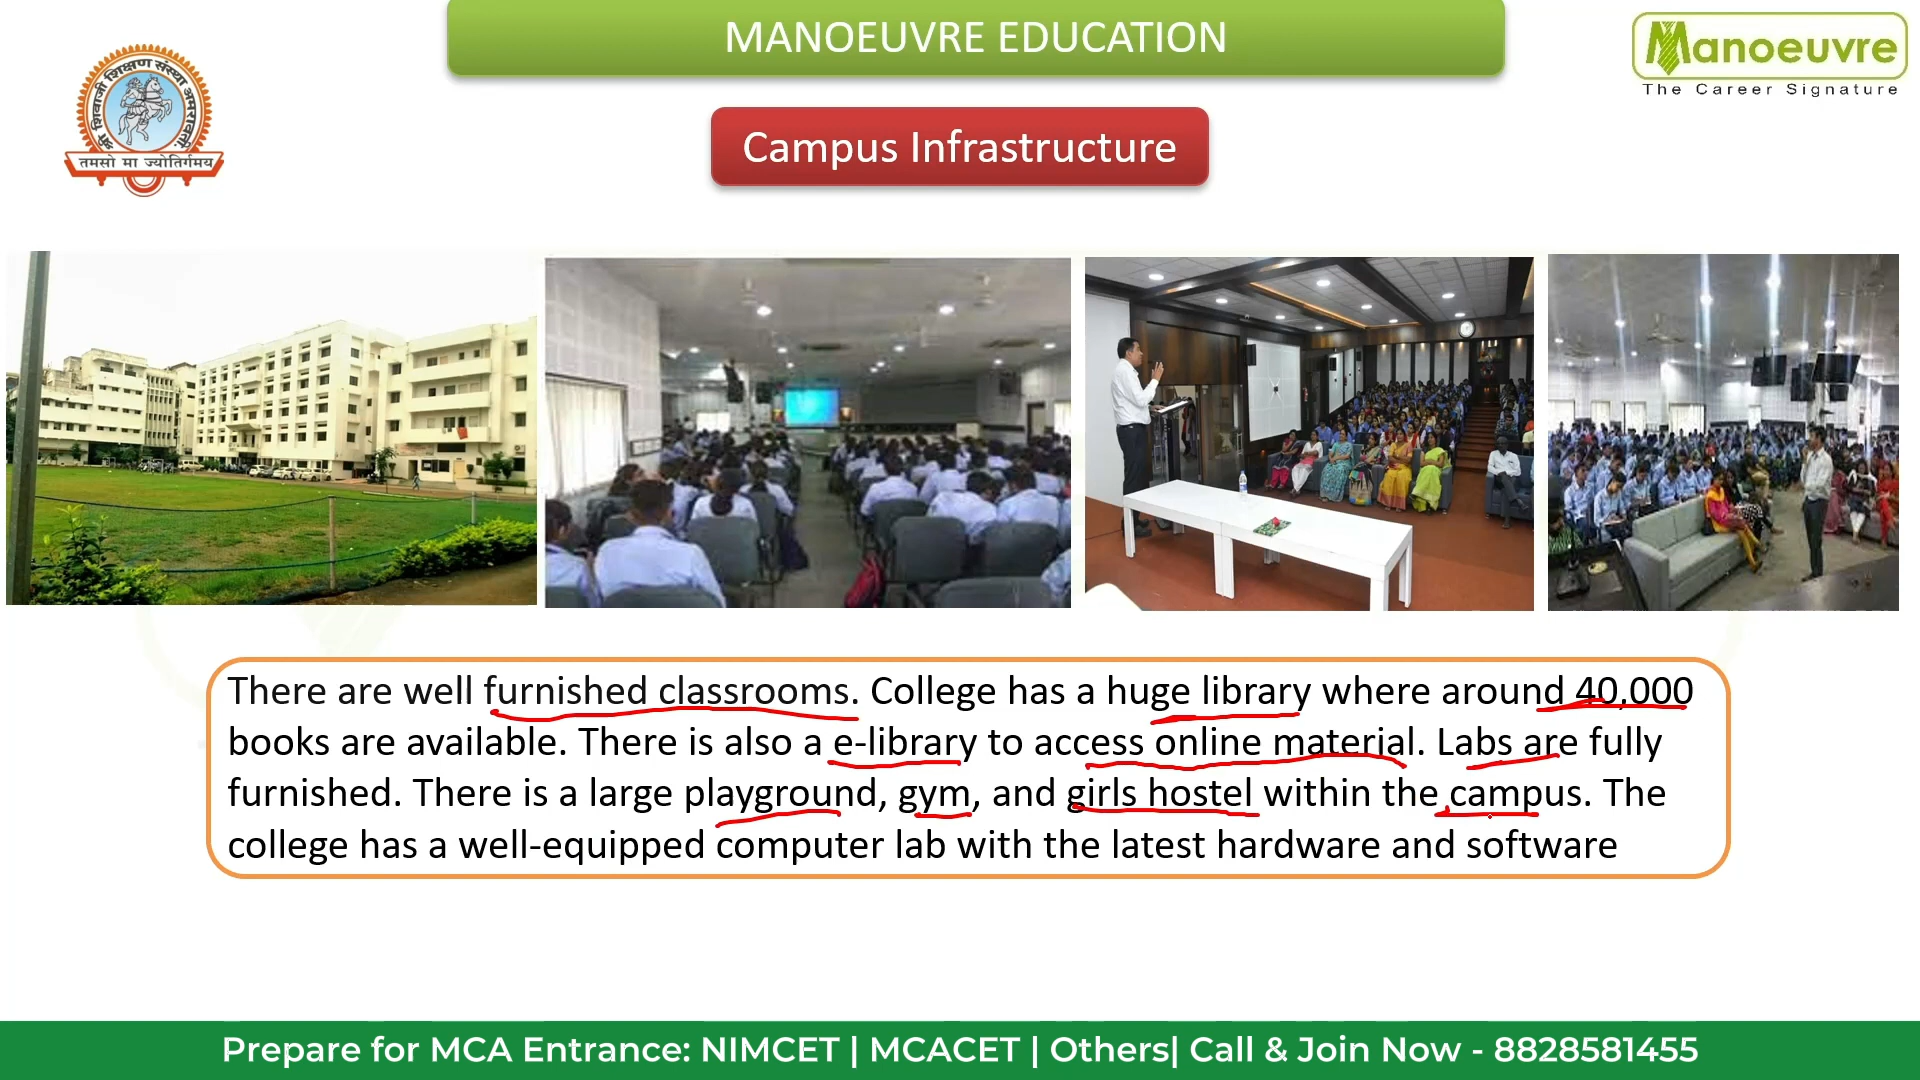 MANOEUVRE EDUCATION
Manoeuvre
The Career Signature
श्री शिवाजी शिक्षण संस्था अमरावती.
तमसो मा ज्योतिर्गमय
Campus Infrastructure
There are well furnished classrooms. College has a huge library where around 40,000
books are available. There is also a e-library to access online material. Labs are fully
furnished. There is a large playground, gym, and girls hostel within the campus. The
college has a well-equipped computer lab with the latest hardware and software
Prepare for MCA Entrance: NIMCET | MCACET | Others| Call & Join Now - 8828581455